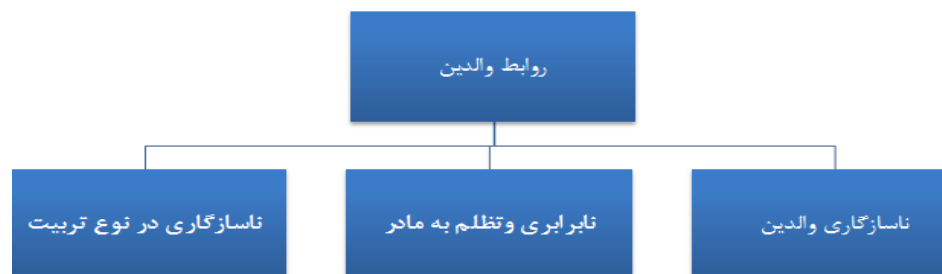 روابط والدین
ناسازگاری والدین
نابرابری وتظلم به مادر
ناسازگاری در نوع تربیت